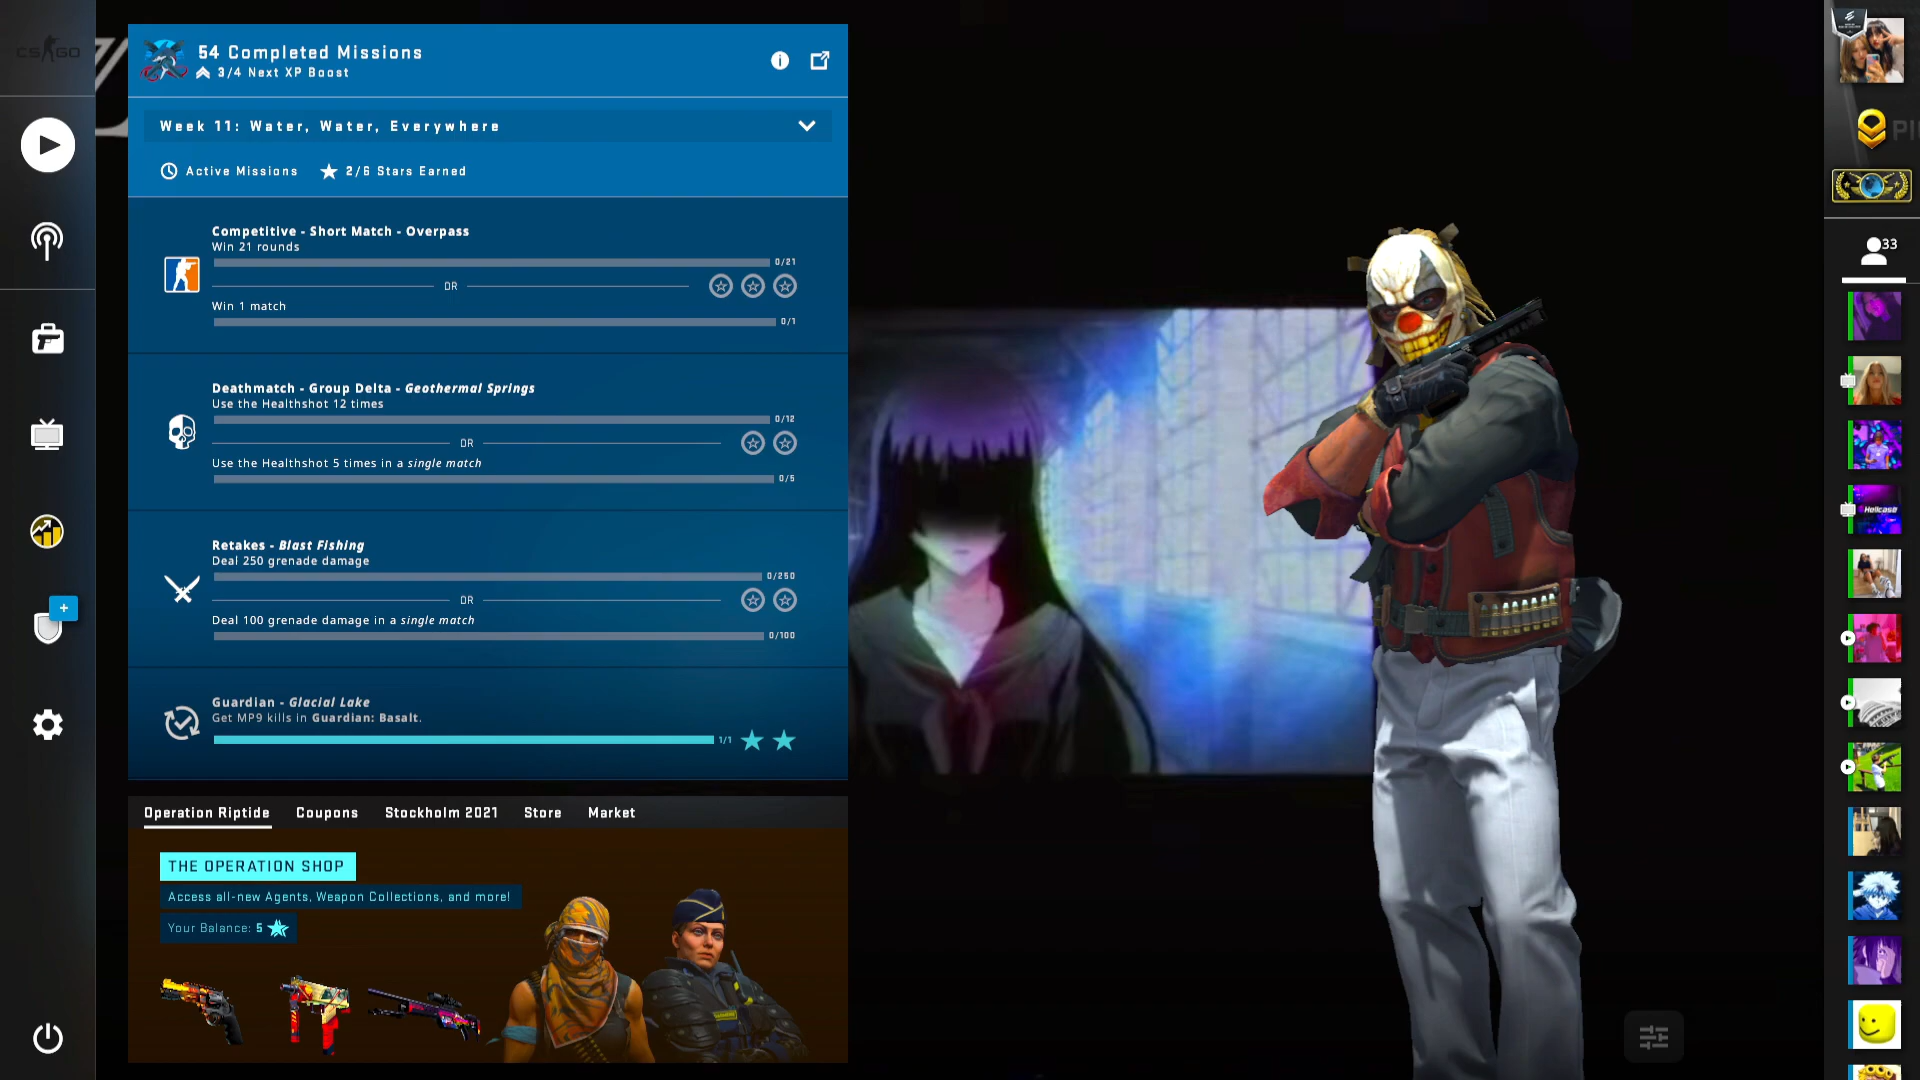 CS GO
54 Completed Missions
3/4 Next XP Boost
Week 11: Water, Water, Everywhere
Active Missions
2/6 Stars Earned
Competitive - Short Match - Overpass
Win 21 rounds
0/21
OR
Win 1 match
0/1
Deathmatch - Group Delta - Geothermal Springs
Use the Healthshot 12 times
0/12
OR
Use the Healthshot 5 times in a single match
0/5
Retakes - Blast Fishing
Deal 250 grenade damage
0/250
OR
Deal 100 grenade damage in a single match
0/100
Guardian - Glacial Lake
Get MP9 kills in Guardian: Basalt.
1/1
Operation Riptide
Coupons
Stockholm 2021
Store
Market
THE OPERATION SHOP
Access all-new Agents, Weapon Collections, and more!
Your Balance: 5
33
Hellcase